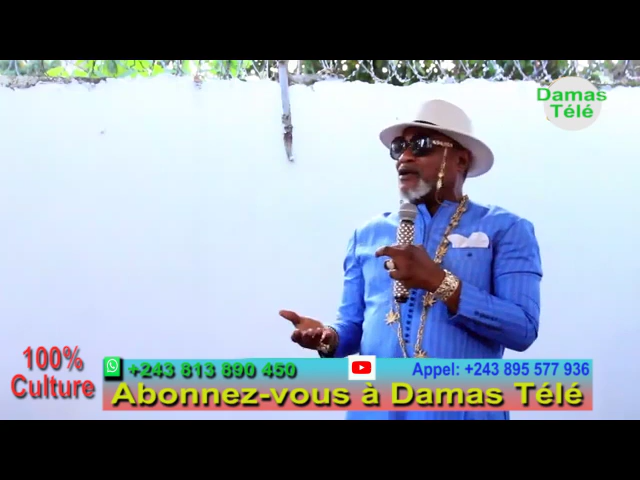 Damas
Télé
100%
Culture
+243 813 890 450
Appel: +243 895 577 936
Abonnez-vous à Damas Télé